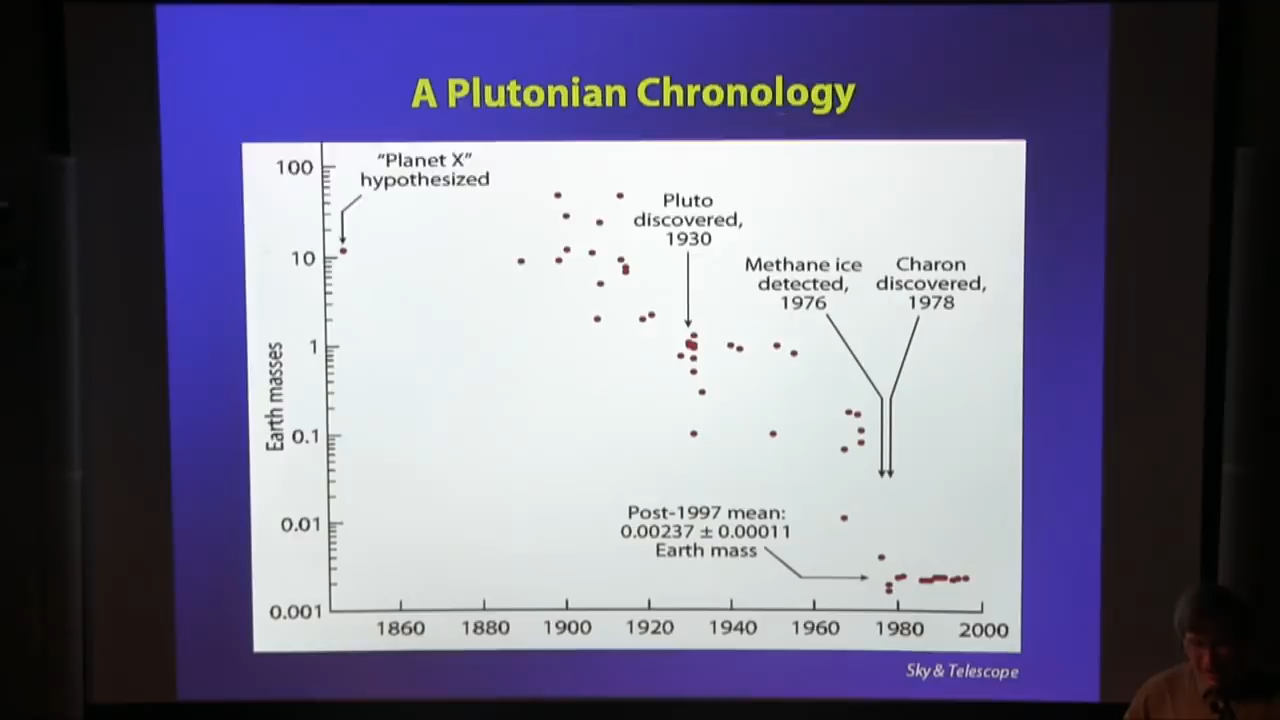 A Plutonian Chronology
"Planet X"
hypothesized
Pluto
discovered,
1930
Methane ice
detected,
1976
Charon
discovered,
1978
Post-1997 mean:
0.00237 ± 0.00011
Earth mass
Earth masses
100
10
1
0.1
0.01
0.001
1860 1880 1900 1920 1940 1960 1980 2000
Sky & Telescope